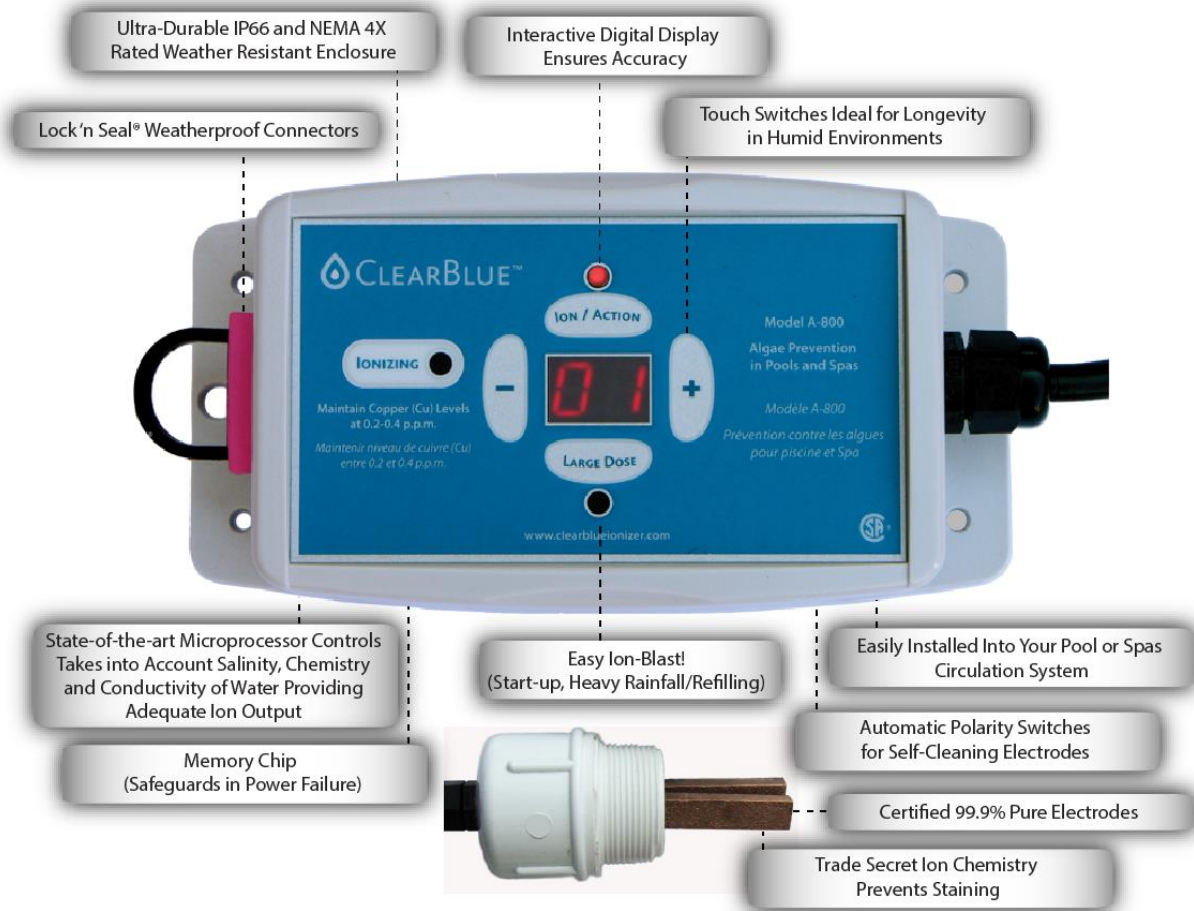 Ultra-Durable IP66 and NEMA 4X
Rated Weather Resistant Enclosure
Interactive Digital Display
Ensures Accuracy
Lock 'n Seal® Weatherproof Connectors
Touch Switches Ideal for Longevity
in Humid Environments
CLEARBLUE™
ION / ACTION
IONIZING
-
01
+
Maintain Copper (Cu) Levels
at 0.2-0.4 p.p.m.
Maintenir niveau de cuivre (Cu)
entre 0.2 et 0.4 p.p.m.
LARGE DOSE
Model A-800
Algae Prevention
in Pools and Spas
Modèle A-800
Prévention contre les algues
pour piscine et Spa
www.clearblueionizer.com
SA ®
State-of-the-art Microprocessor Controls
Takes into Account Salinity, Chemistry
and Conductivity of Water Providing
Adequate Ion Output
Easy Ion-Blast!
(Start-up, Heavy Rainfall/Refilling)
Easily Installed Into Your Pool or Spas
Circulation System
Memory Chip
(Safeguards in Power Failure)
Automatic Polarity Switches
for Self-Cleaning Electrodes
Certified 99.9% Pure Electrodes
Trade Secret Ion Chemistry
Prevents Staining